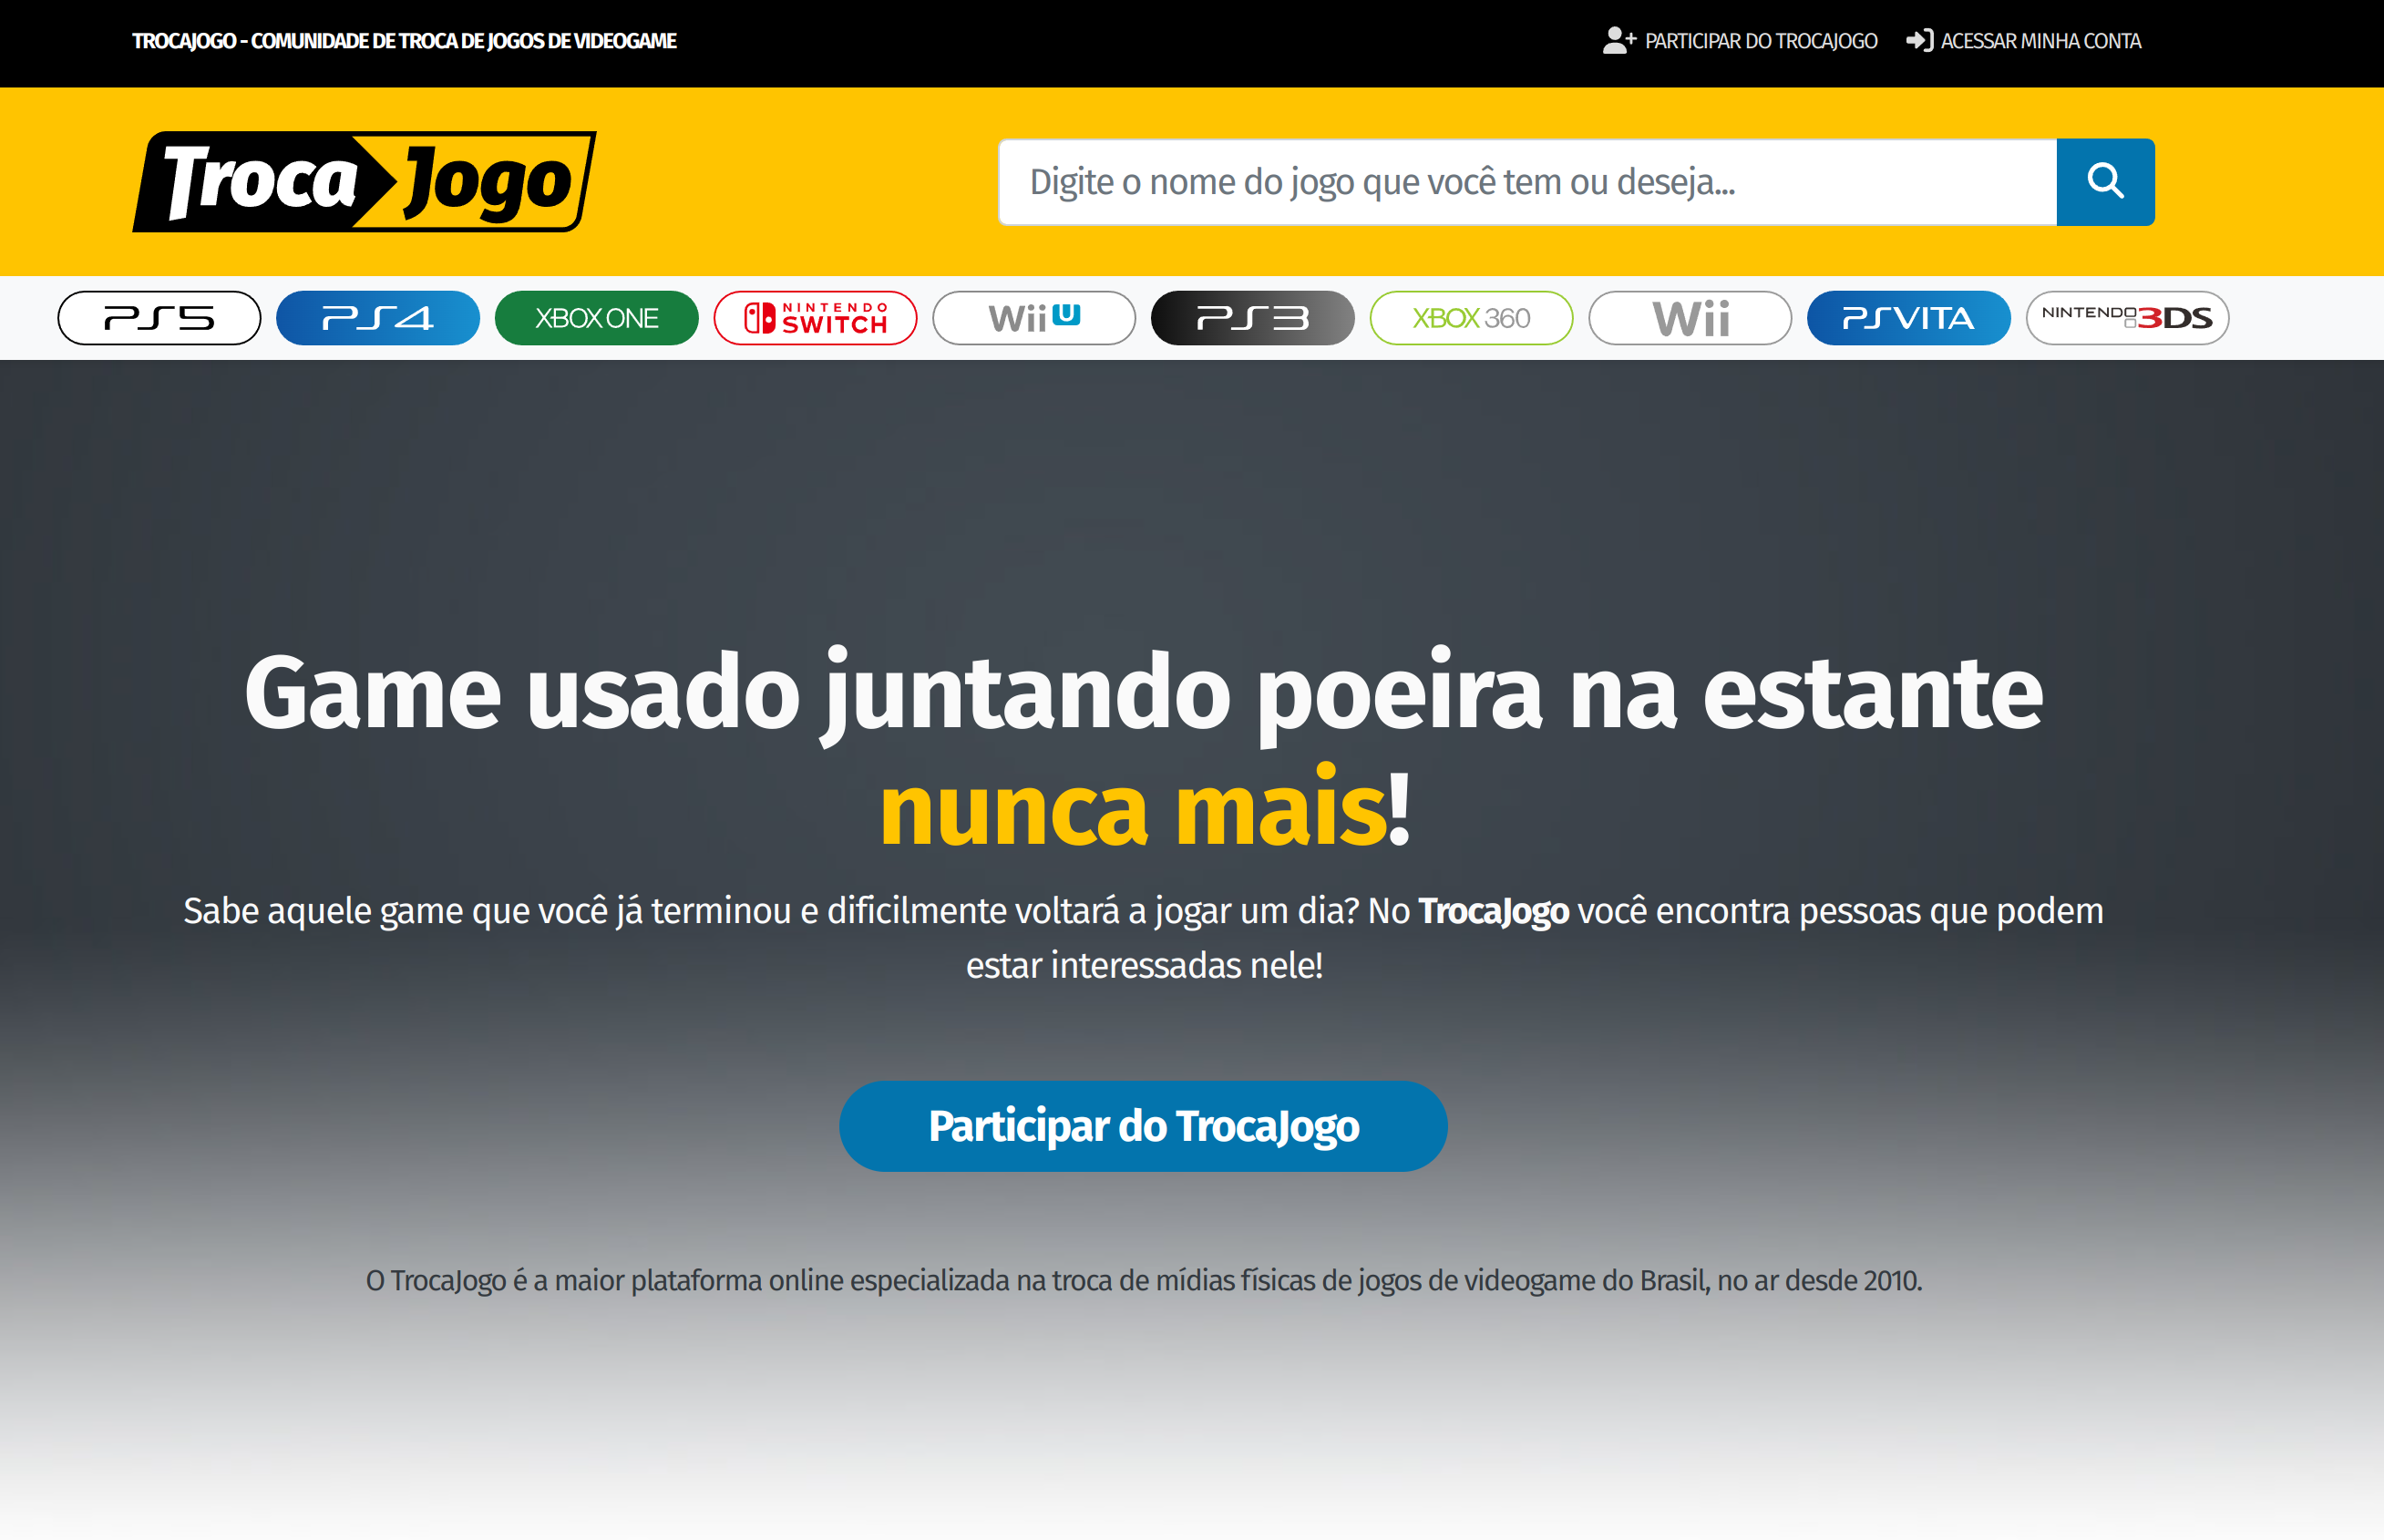 TROCAJOGO - COMUNIDADE DE TROCA DE JOGOS DE VIDEOGAME
PARTICIPAR DO TROCAJOGO
ACESSAR MINHA CONTA
Troca Jogo
Digite o nome do jogo que você tem ou deseja...
PS5
PS4
XBOX ONE
NINTENDO
SWITCH
Wii U
PS3
XBOX 360
Wii
PSVITA
NINTENDO 3DS
Game usado juntando poeira na estante
nunca mais!
Sabe aquele game que você já terminou e dificilmente voltará a jogar um dia? No TrocaJogo você encontra pessoas que podem
estar interessadas nele!
Participar do TrocaJogo
O TrocaJogo é a maior plataforma online especializada na troca de mídias físicas de jogos de videogame do Brasil, no ar desde 2010.